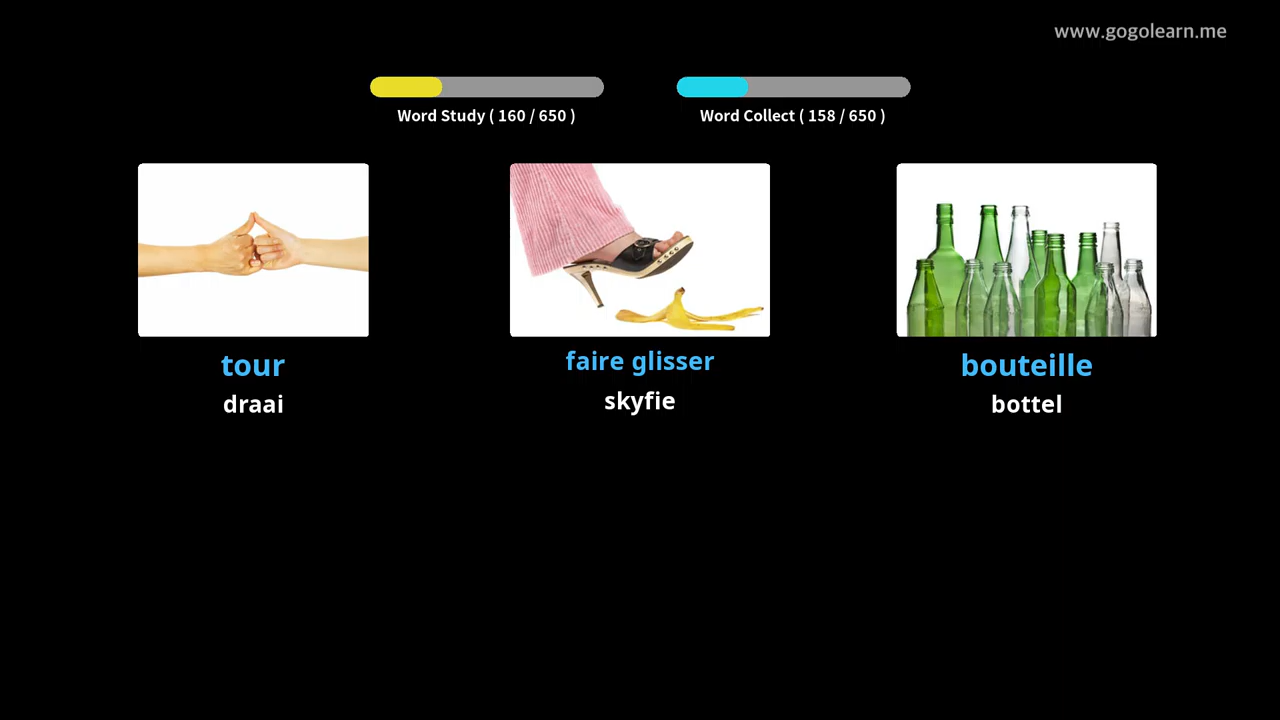 www.gogolearn.me
Word Study ( 160 / 650 )
Word Collect ( 158 / 650 )
tour
draai
faire glisser
skyfie
bouteille
bottel